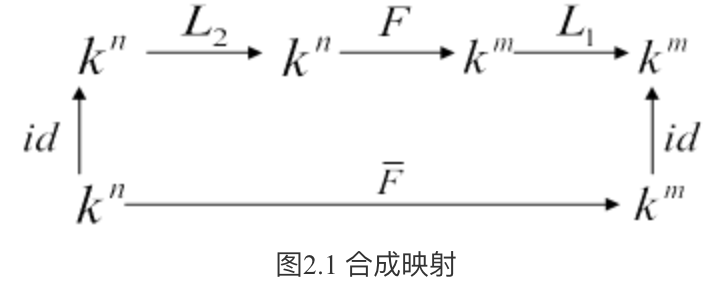 L₂ F L₁
kⁿ kⁿ kᵐ kᵐ
id id
F̅
kⁿ kᵐ
图2.1 合成映射